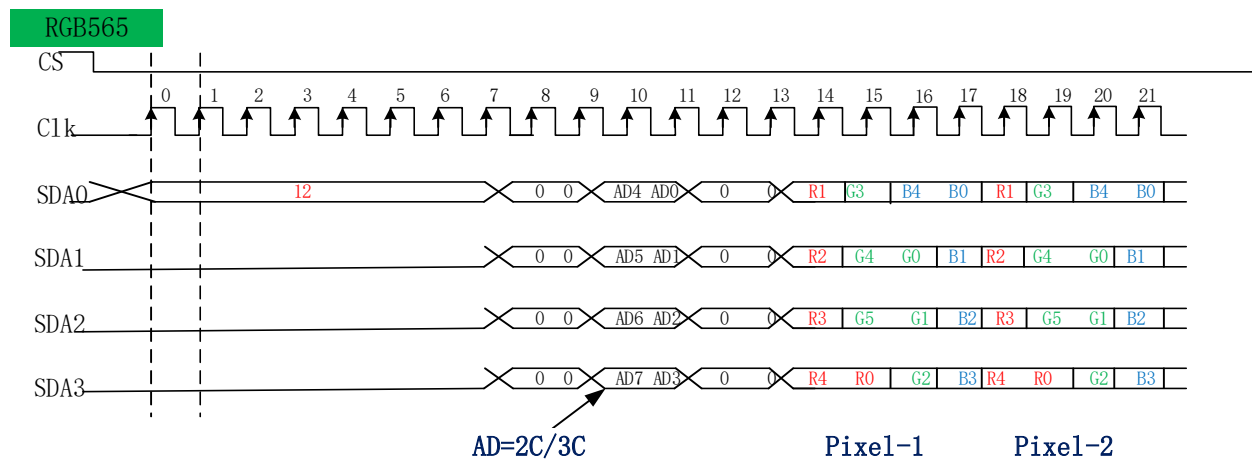 RGB565
CS
0 1 2 3 4 5 6 7 8 9 10 11 12 13 14 15 16 17 18 19 20 21
Clk
SDA0 12 0 0 AD4 AD0 0 0 R1 G3 B4 B0 R1 G3 B4 B0
SDA1 0 0 AD5 AD1 0 0 R2 G4 G0 B1 R2 G4 G0 B1
SDA2 0 0 AD6 AD2 0 0 R3 G5 G1 B2 R3 G5 G1 B2
SDA3 0 0 AD7 AD3 0 0 R4 R0 G2 B3 R4 R0 G2 B3
AD=2C/3C Pixel-1 Pixel-2